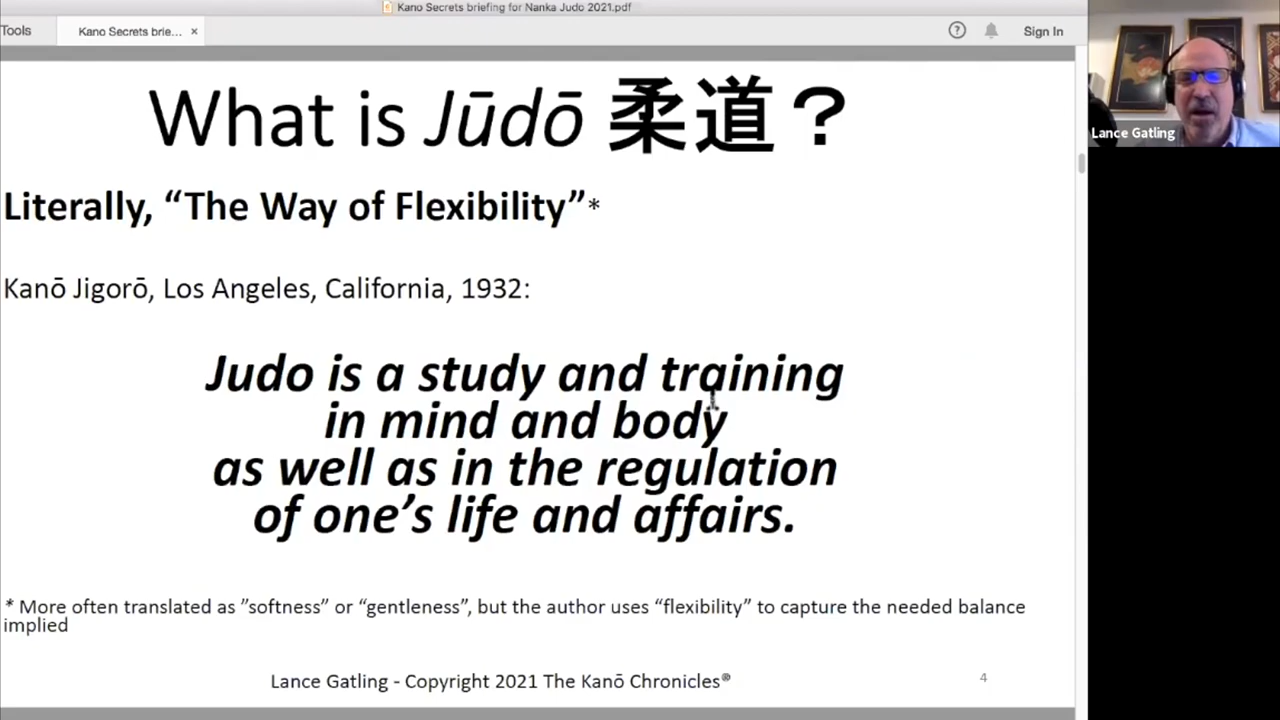 Kano Secrets briefing for Nanka Judo 2021.pdf
Tools
Kano Secrets brie... ×
? Sign In
Lance Gatling
What is Jūdō 柔道？
Literally, “The Way of Flexibility”*
Kanō Jigorō, Los Angeles, California, 1932:
Judo is a study and training
in mind and body
as well as in the regulation
of one’s life and affairs.
* More often translated as ”softness” or “gentleness”, but the author uses “flexibility” to capture the needed balance
implied
Lance Gatling - Copyright 2021 The Kanō Chronicles®
4